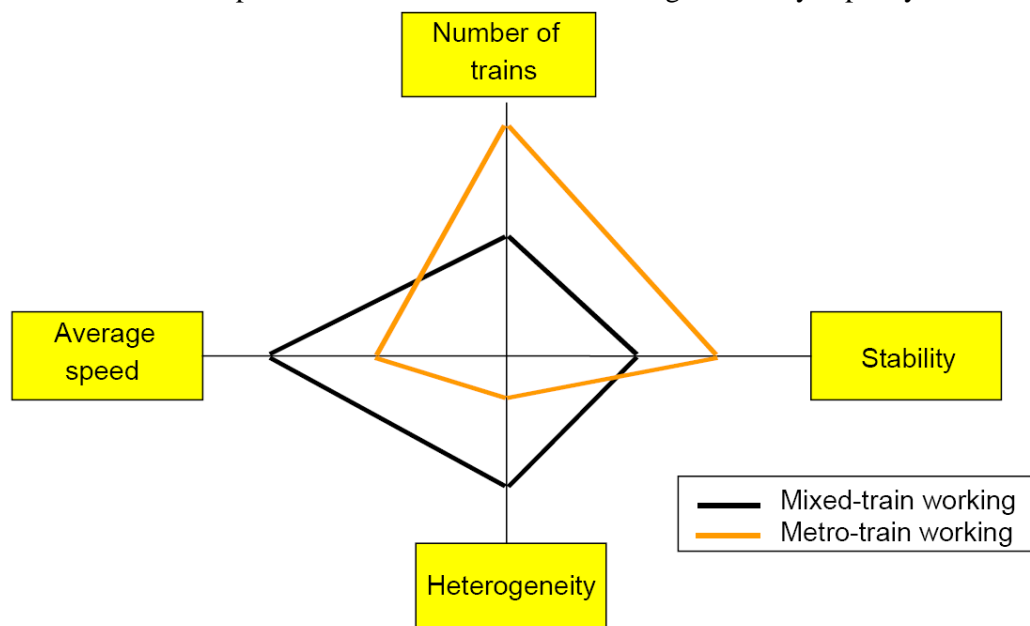 Number of
trains
Average
speed
Stability
Mixed-train working
Metro-train working
Heterogeneity